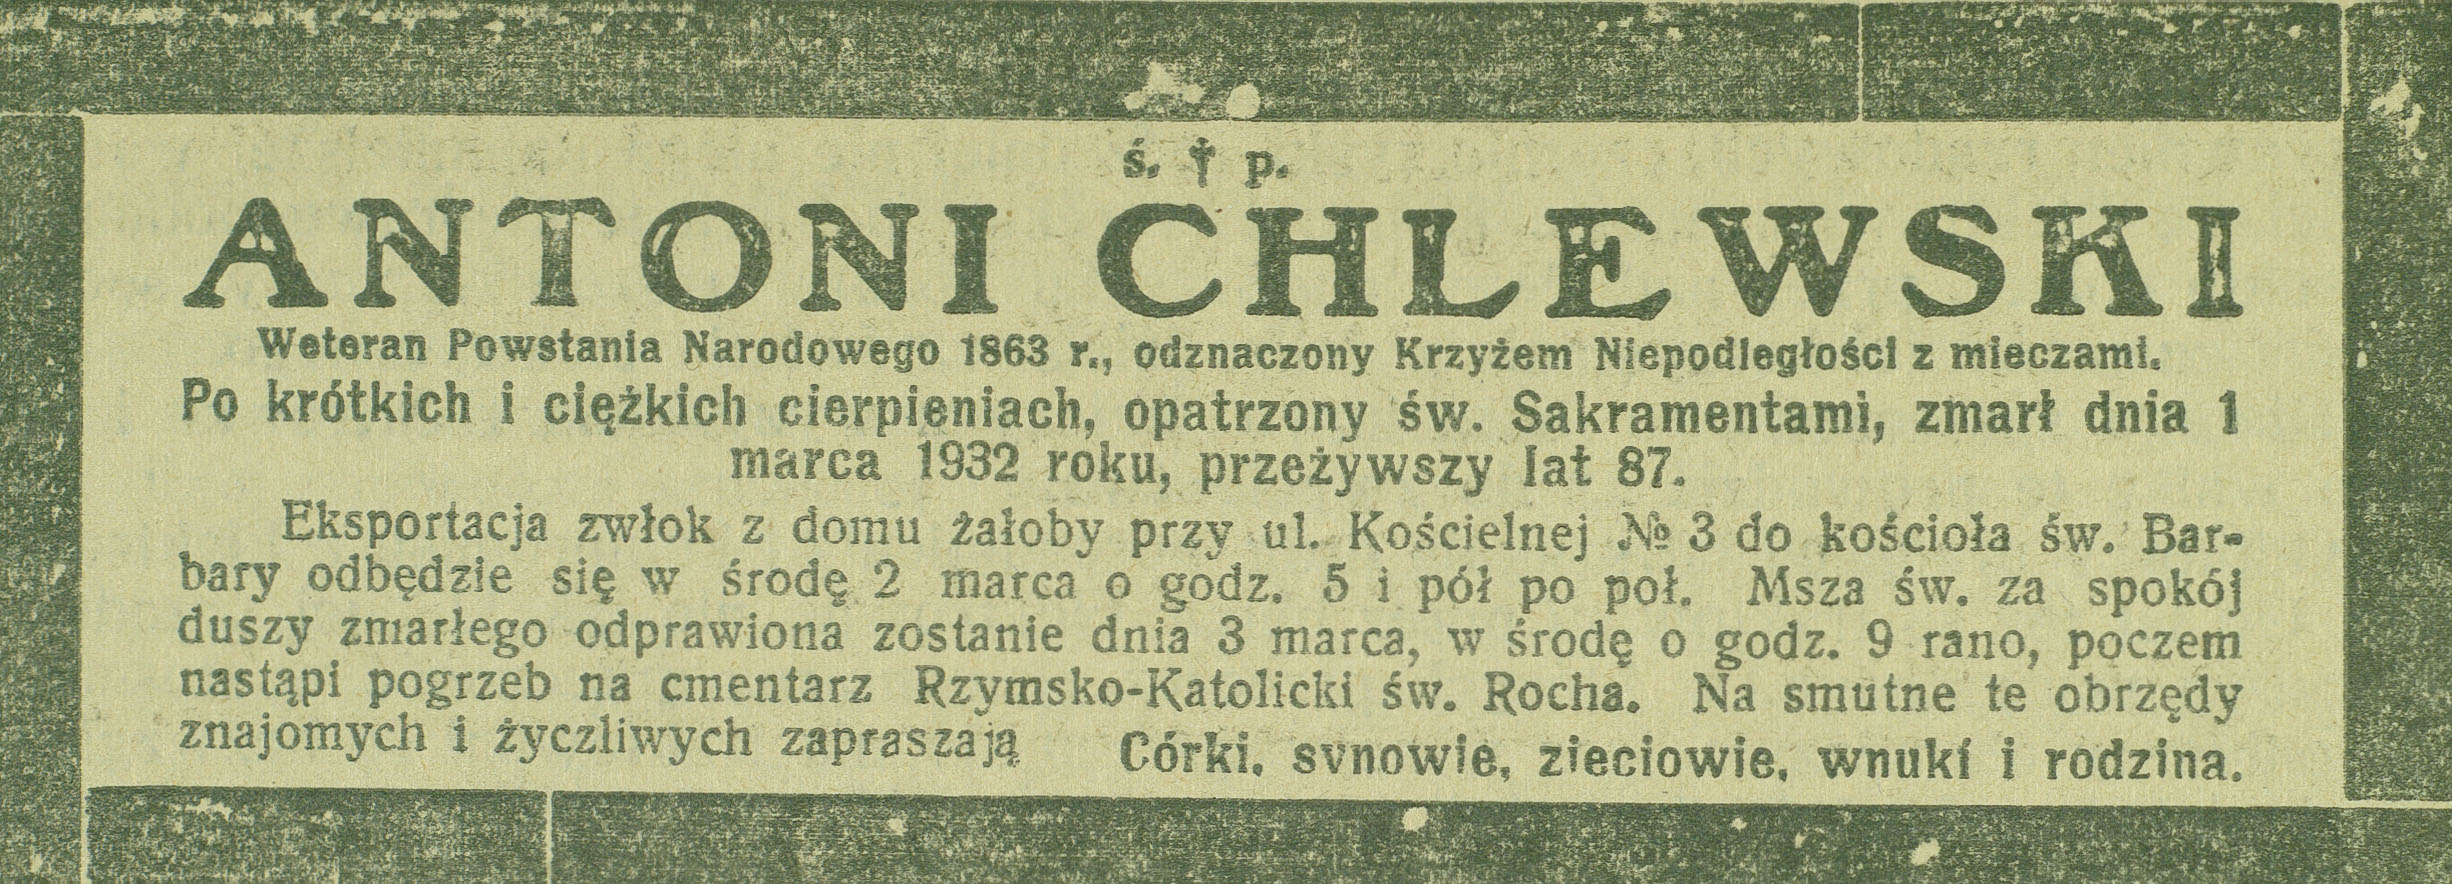 ś. † p.
ANTONI CHLEWSKI
Weteran Powstania Narodowego 1863 r., odznaczony Krzyżem Niepodległości z mieczami.
Po krótkich i ciężkich cierpieniach, opatrzony św. Sakramentami, zmarł dnia 1
marca 1932 roku, przeżywszy lat 87.
Eksportacja zwłok z domu żałoby przy ul. Kościelnej № 3 do kościoła św. Bar-
bary odbędzie się w środę 2 marca o godz. 5 i pół po poł. Msza św. za spokój
duszy zmarłego odprawiona zostanie dnia 3 marca, w środę o godz. 9 rano, poczem
nastąpi pogrzeb na cmentarz Rzymsko-Katolicki św. Rocha. Na smutne te obrzędy
znajomych i życzliwych zapraszają Córki, synowie, zięciowie, wnuki i rodzina.